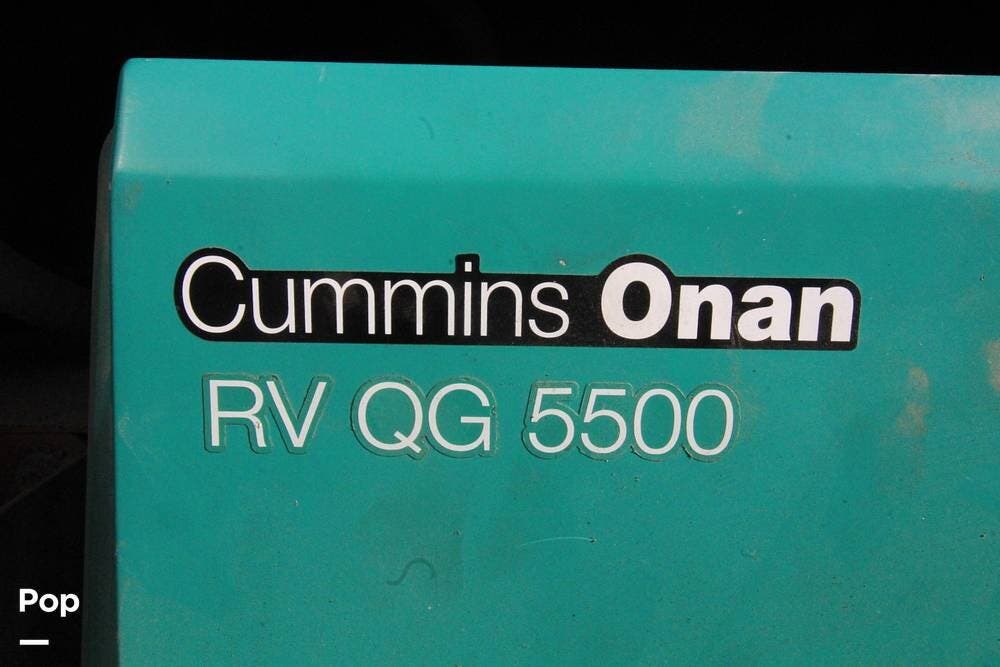 Cummins Onan
RV QG 5500
Pop